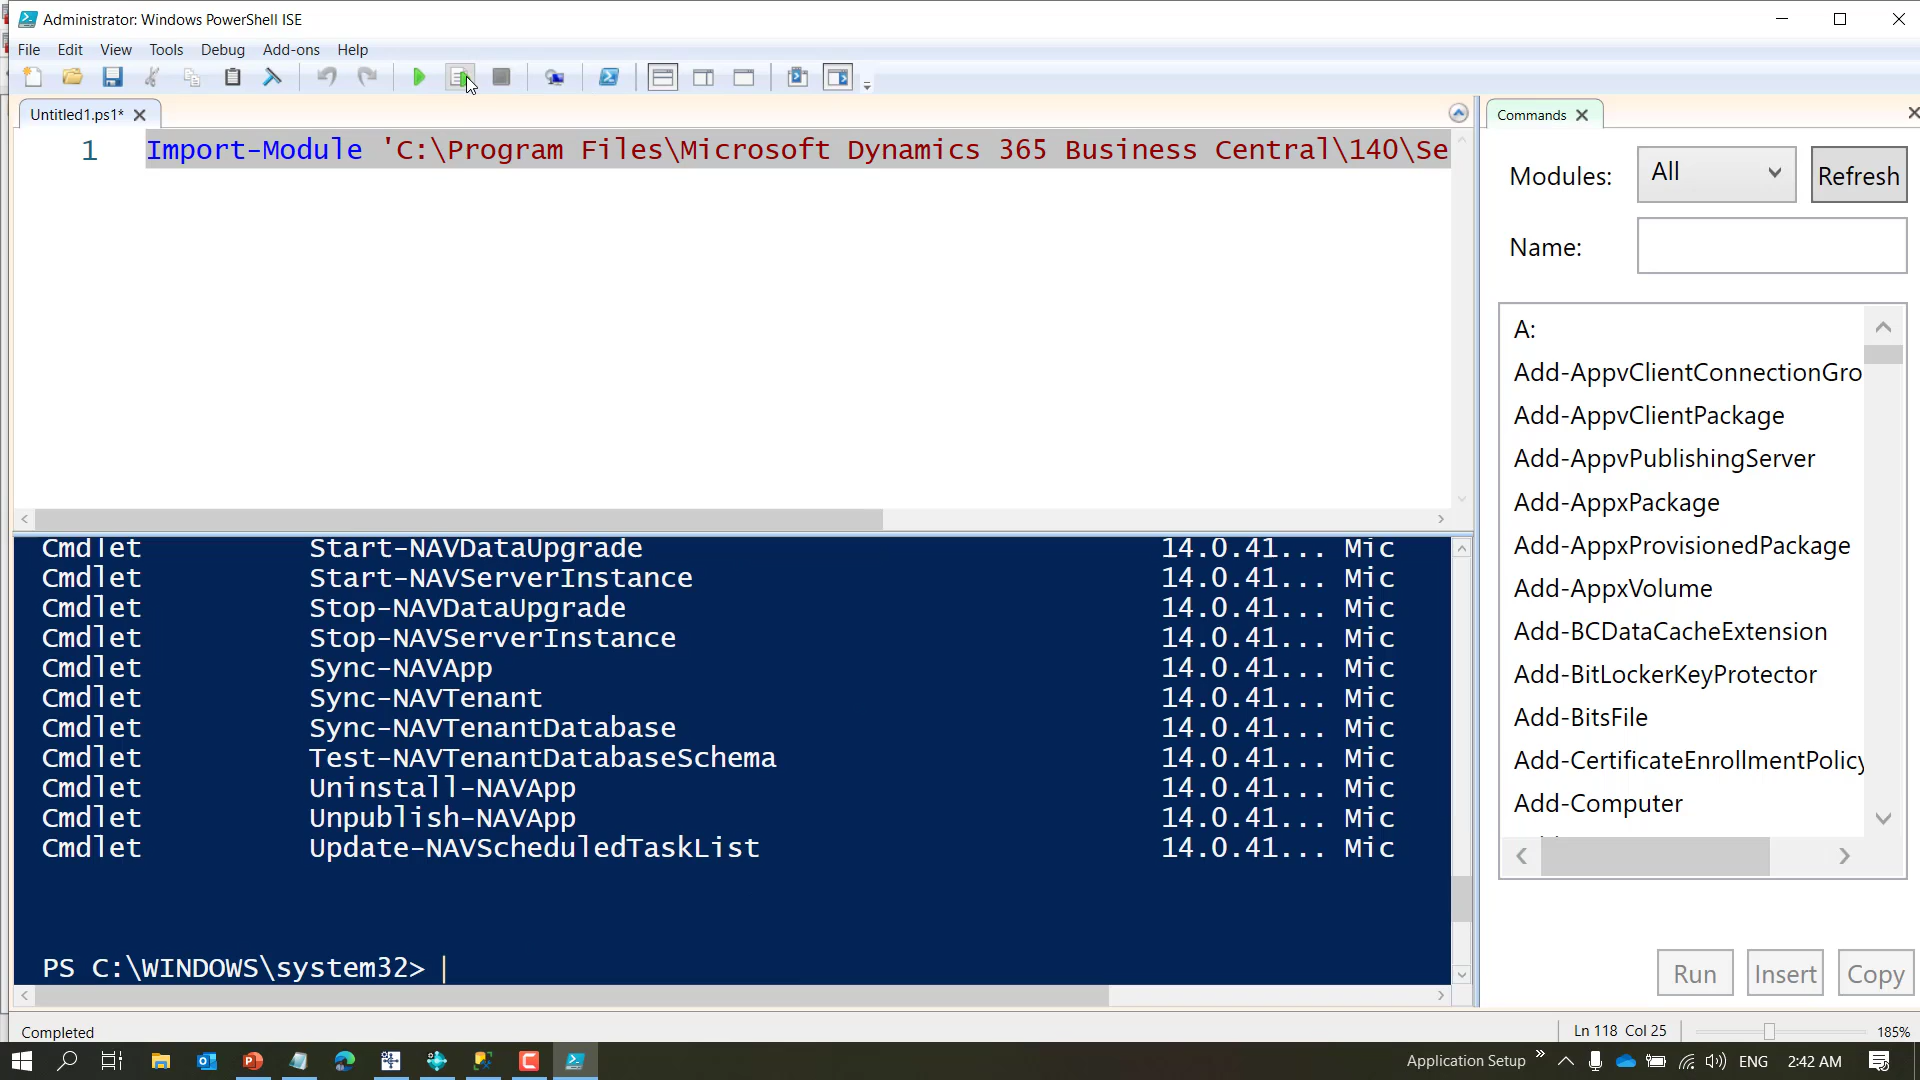 Administrator: Windows PowerShell ISE
File Edit View Tools Debug Add-ons Help
Untitled1.ps1*
1 Import-Module 'C:\Program Files\Microsoft Dynamics 365 Business Central\140\Se
Cmdlet Start-NAVDataUpgrade 14.0.41... Mic
Cmdlet Start-NAVServerInstance 14.0.41... Mic
Cmdlet Stop-NAVDataUpgrade 14.0.41... Mic
Cmdlet Stop-NAVServerInstance 14.0.41... Mic
Cmdlet Sync-NAVApp 14.0.41... Mic
Cmdlet Sync-NAVTenant 14.0.41... Mic
Cmdlet Sync-NAVTenantDatabase 14.0.41... Mic
Cmdlet Test-NAVTenantDatabaseSchema 14.0.41... Mic
Cmdlet Uninstall-NAVApp 14.0.41... Mic
Cmdlet Unpublish-NAVApp 14.0.41... Mic
Cmdlet Update-NAVScheduledTaskList 14.0.41... Mic
PS C:\WINDOWS\system32>
Commands
Modules: All Refresh
Name:
A:
Add-AppvClientConnectionGro
Add-AppvClientPackage
Add-AppvPublishingServer
Add-AppxPackage
Add-AppxProvisionedPackage
Add-AppxVolume
Add-BCDataCacheExtension
Add-BitLockerKeyProtector
Add-BitsFile
Add-CertificateEnrollmentPolicy
Add-Computer
Run Insert Copy
Completed
Ln 118 Col 25 185%
Application Setup ENG 2:42 AM